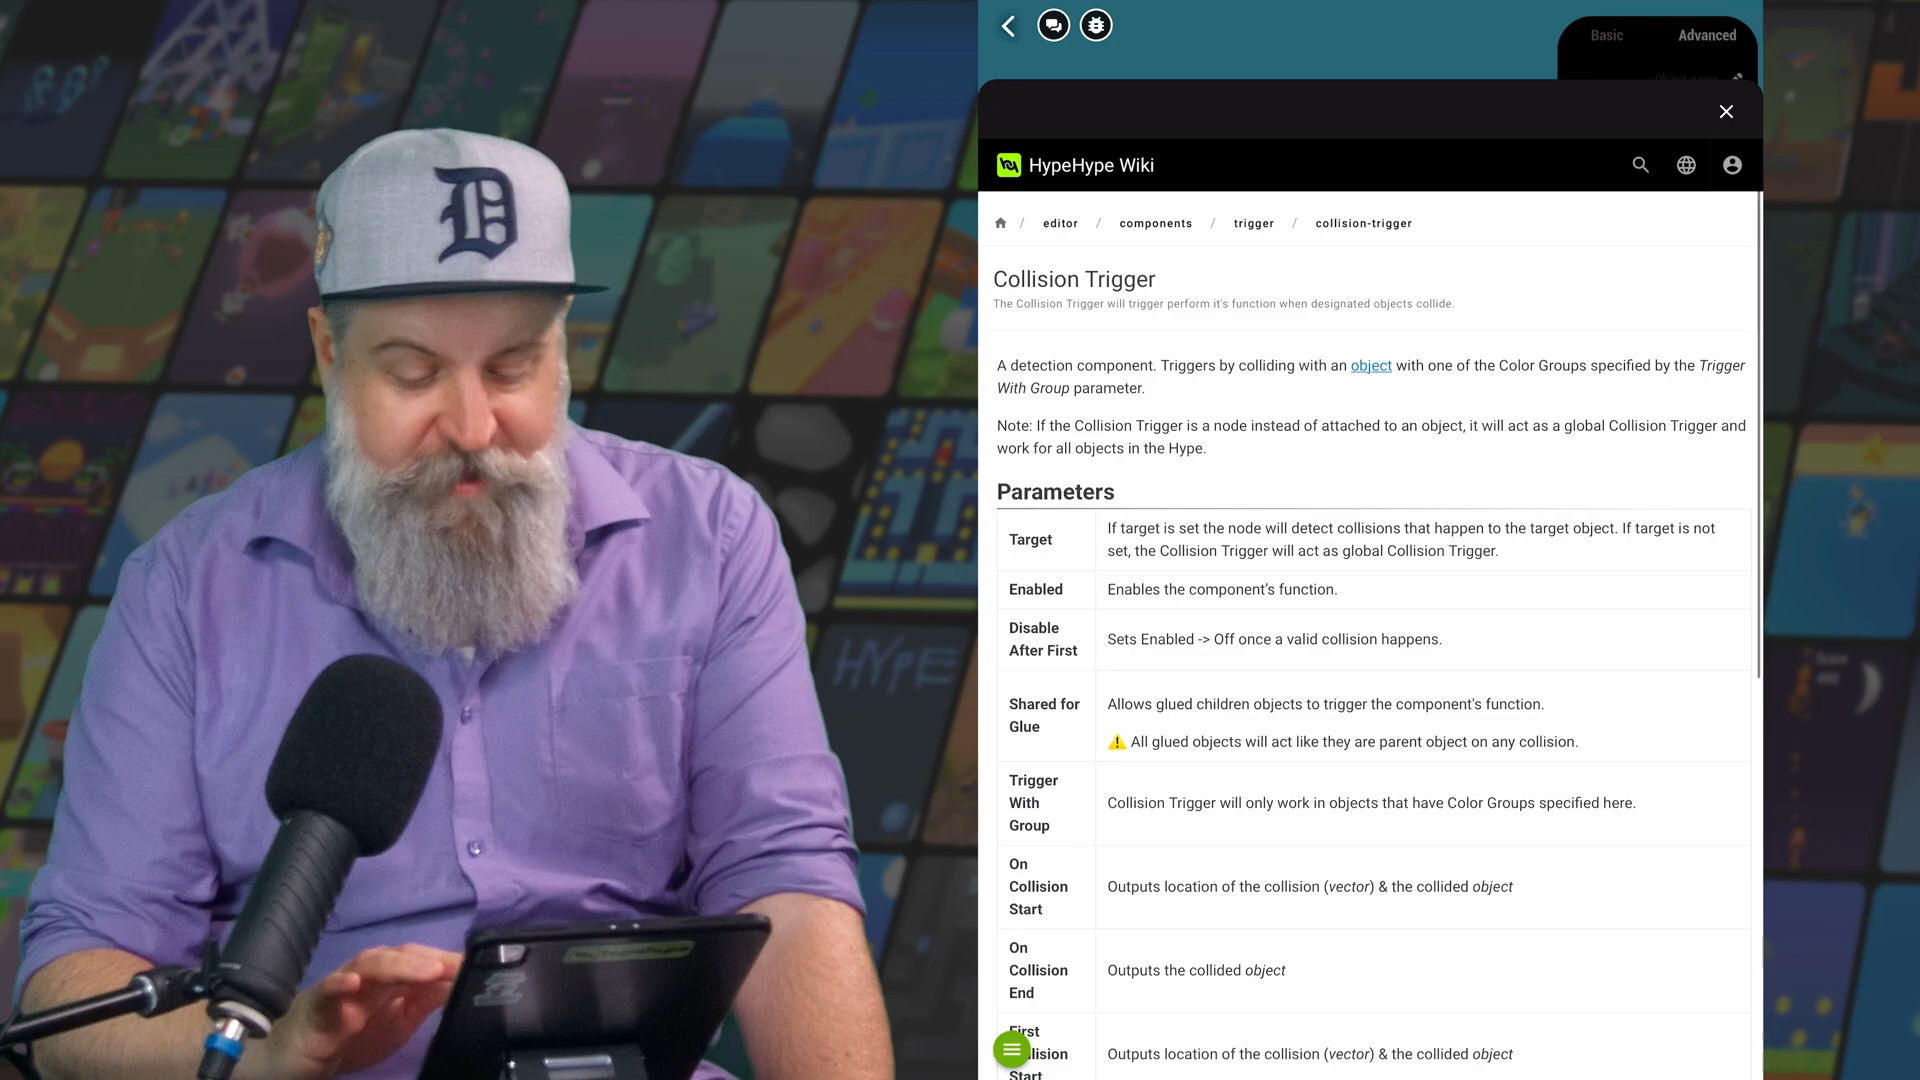 Basic Advanced
HypeHype Wiki
/ editor / components / trigger / collision-trigger
Collision Trigger
The Collision Trigger will trigger perform it's function when designated objects collide.
A detection component. Triggers by colliding with an object with one of the Color Groups specified by the Trigger
With Group parameter.
Note: If the Collision Trigger is a node instead of attached to an object, it will act as a global Collision Trigger and
work for all objects in the Hype.
Parameters
Target
If target is set the node will detect collisions that happen to the target object. If target is not
set, the Collision Trigger will act as global Collision Trigger.
Enabled
Enables the component's function.
Disable
After First
Sets Enabled -> Off once a valid collision happens.
Shared for
Glue
Allows glued children objects to trigger the component's function.
All glued objects will act like they are parent object on any collision.
Trigger
With
Group
Collision Trigger will only work in objects that have Color Groups specified here.
On
Collision
Start
Outputs location of the collision (vector) & the collided object
On
Collision
End
Outputs the collided object
First
Start
Outputs location of the collision (vector) & the collided object
D
HYPE